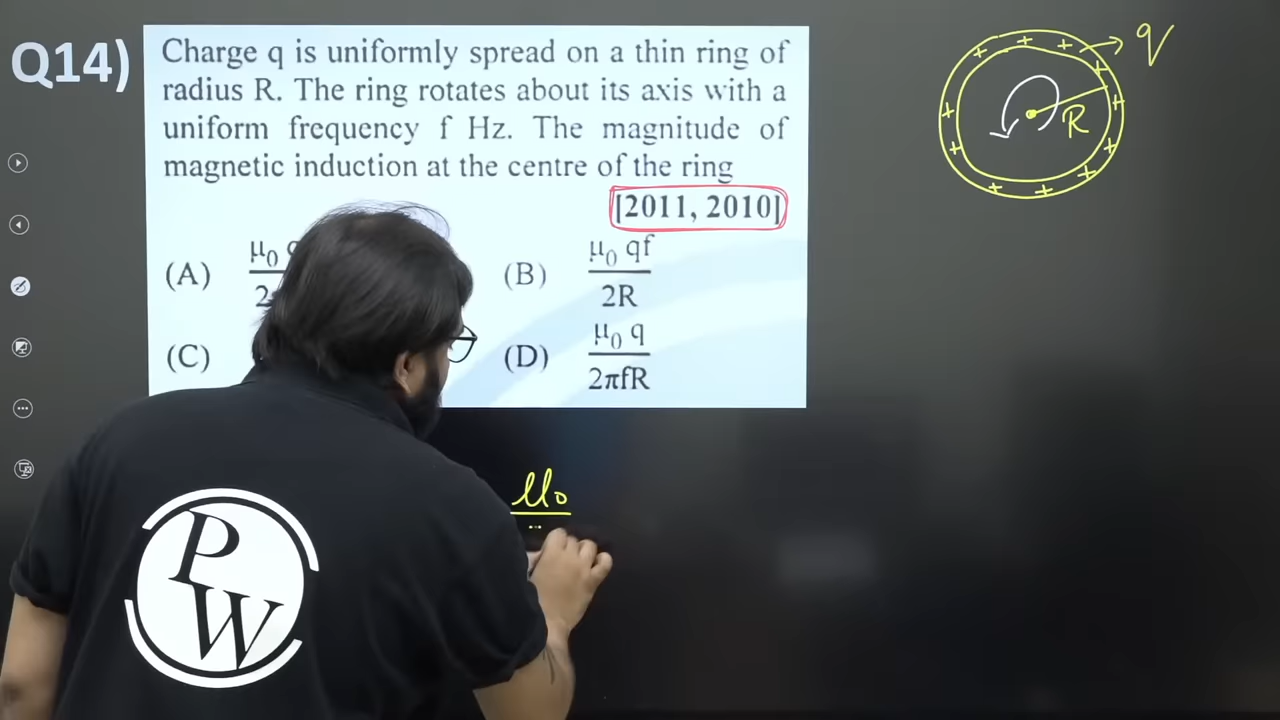 Q14)
Charge q is uniformly spread on a thin ring of
radius R. The ring rotates about its axis with a
uniform frequency f Hz. The magnitude of
magnetic induction at the centre of the ring
[2011, 2010]
(A) μ₀
2
(B) μ₀ qf
2R
(C)
(D) μ₀ q
2πfR
q
R
μ₀
PW